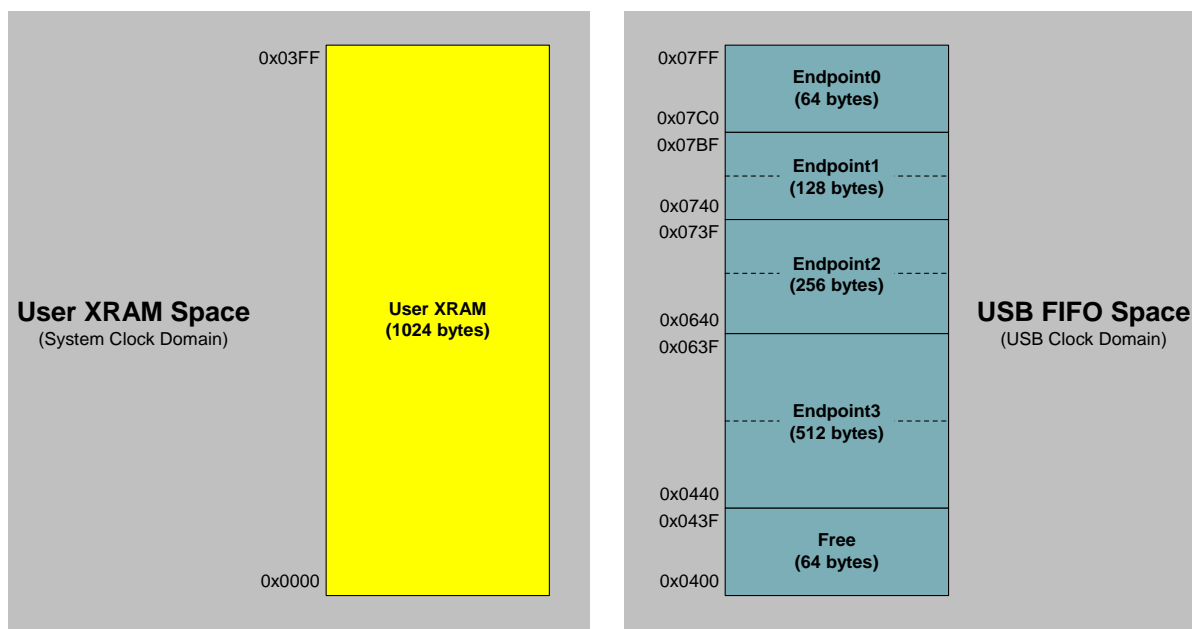 0x03FF
User XRAM Space
(System Clock Domain)
User XRAM
(1024 bytes)
0x0000
0x07FF
Endpoint0
(64 bytes)
0x07C0
0x07BF
Endpoint1
(128 bytes)
0x0740
0x073F
Endpoint2
(256 bytes)
0x0640
0x063F
Endpoint3
(512 bytes)
0x0440
0x043F
Free
(64 bytes)
0x0400
USB FIFO Space
(USB Clock Domain)